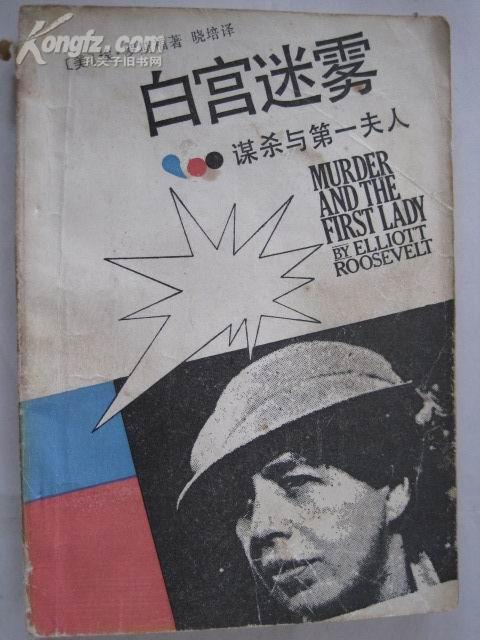 Kongfz.com
孔夫子旧书网
著 晓培译
白宫迷雾
谋杀与第一夫人
MURDER
AND THE
FIRST LADY
BY ELLIOTT
ROOSEVELT